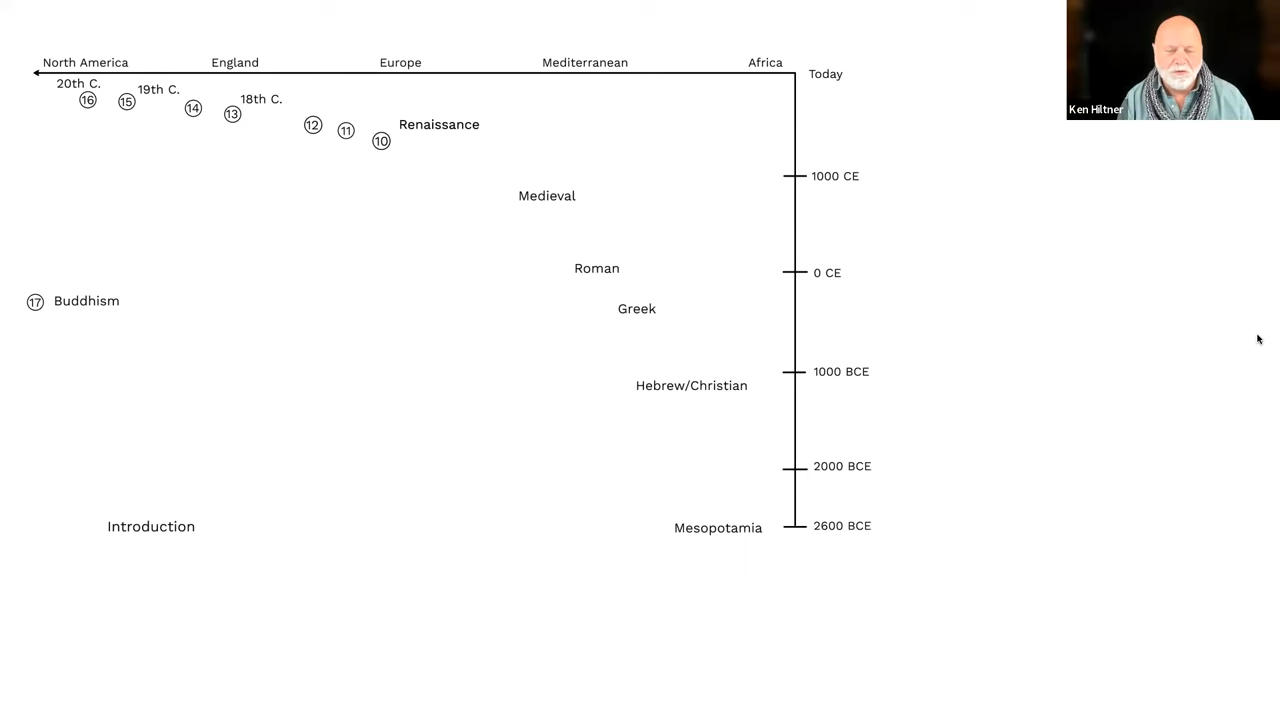 North America England Europe Mediterranean Africa
Today
20th C. 19th C. 18th C.
16 15 14 13 12 11 10 Renaissance
Ken Hiltner
1000 CE
Medieval
Roman
0 CE
17 Buddhism
Greek
1000 BCE
Hebrew/Christian
2000 BCE
Introduction
Mesopotamia
2600 BCE